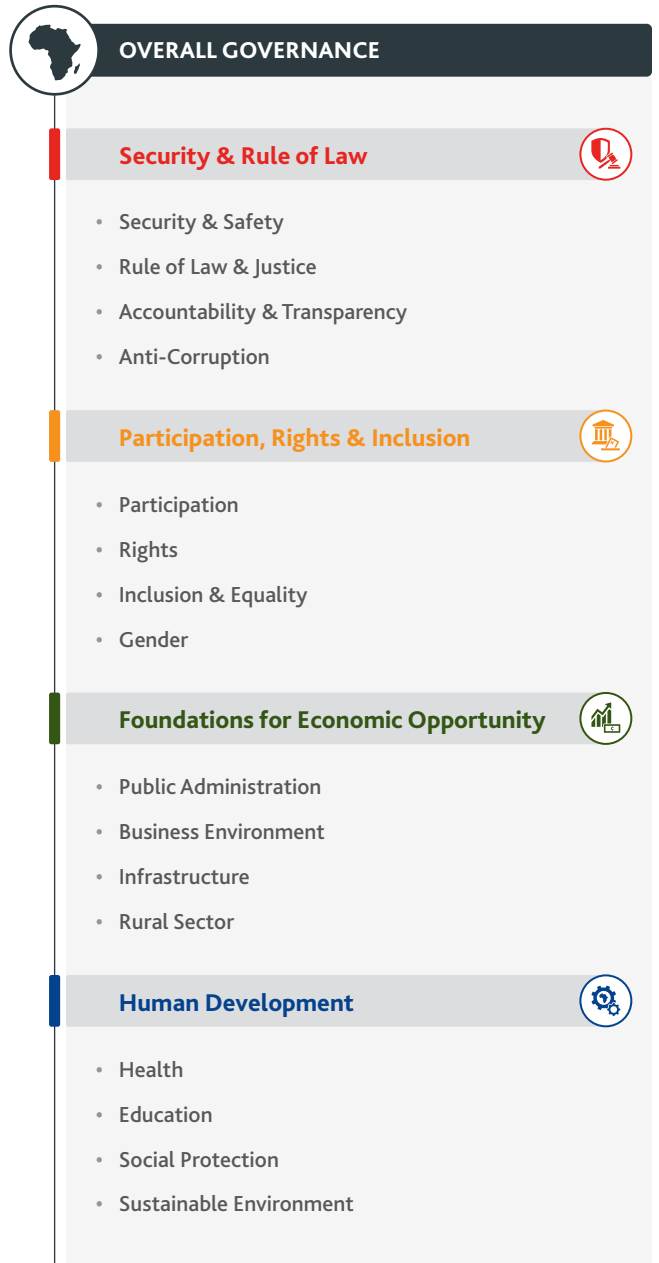 OVERALL GOVERNANCE
Security & Rule of Law
• Security & Safety
• Rule of Law & Justice
• Accountability & Transparency
• Anti-Corruption
Participation, Rights & Inclusion
• Participation
• Rights
• Inclusion & Equality
• Gender
Foundations for Economic Opportunity
• Public Administration
• Business Environment
• Infrastructure
• Rural Sector
Human Development
• Health
• Education
• Social Protection
• Sustainable Environment